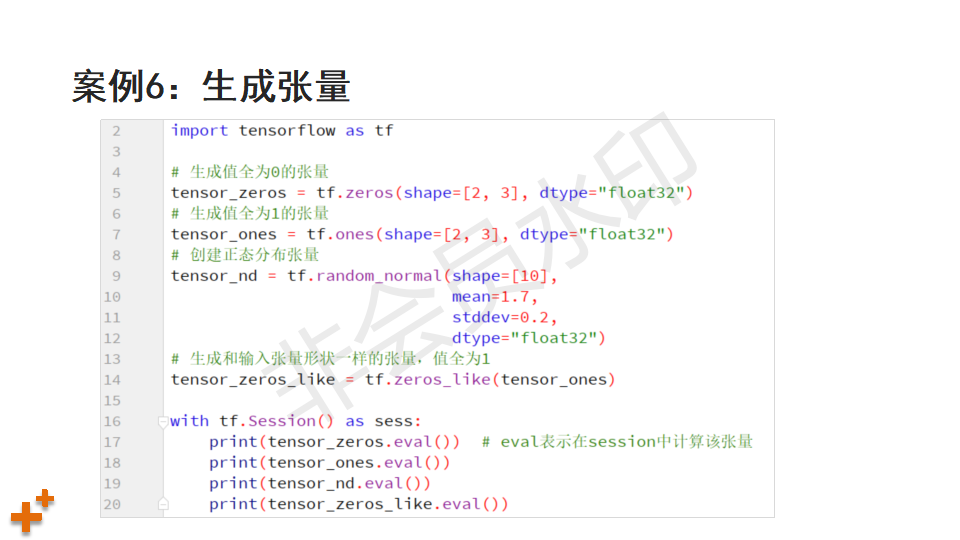 案例6：生成张量
2 import tensorflow as tf
3
4 # 生成值全为0的张量
5 tensor_zeros = tf.zeros(shape=[2, 3], dtype="float32")
6 # 生成值全为1的张量
7 tensor_ones = tf.ones(shape=[2, 3], dtype="float32")
8 # 创建正态分布张量
9 tensor_nd = tf.random_normal(shape=[10],
10 mean=1.7,
11 stddev=0.2,
12 dtype="float32")
13 # 生成和输入张量形状一样的张量，值全为1
14 tensor_zeros_like = tf.zeros_like(tensor_ones)
15
16 with tf.Session() as sess:
17 print(tensor_zeros.eval()) # eval表示在session中计算该张量
18 print(tensor_ones.eval())
19 print(tensor_nd.eval())
20 print(tensor_zeros_like.eval())
非会员水印